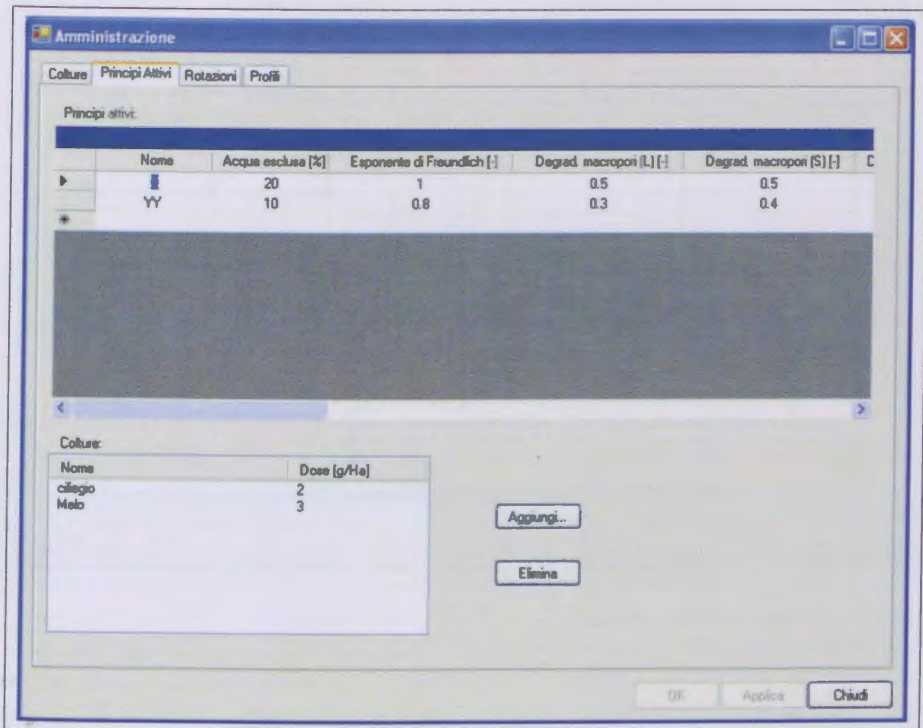 Amministrazione
Colture Principi Attivi Rotazioni Profili
Principi attivi:
Nome Acqua esclusa [%] Esponente di Freundlich [-] Degrad. macropori (L) [-] Degrad. macropori (S) [-] D
20 1 0.5 0.5
YY 10 0.8 0.3 0.4
Colture:
Nome Dose [g/Ha]
ciliegio 2
Melo 3
Aggiungi...
Elimina
OK Applica Chiudi